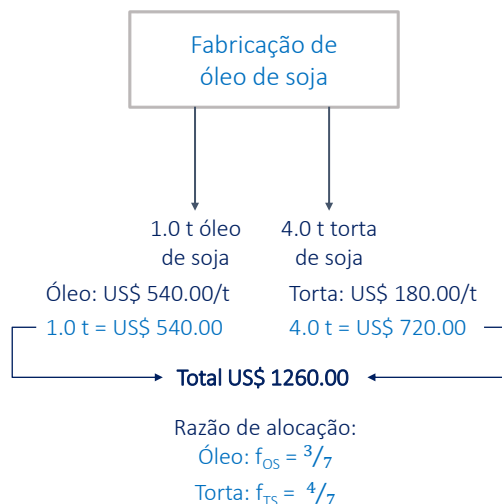 Fabricação de
óleo de soja
1.0 t óleo
de soja
4.0 t torta
de soja
Óleo: US$ 540.00/t
Torta: US$ 180.00/t
1.0 t = US$ 540.00
4.0 t = US$ 720.00
Total US$ 1260.00
Razão de alocação:
Óleo: f_OS = 3/7
Torta: f_TS = 4/7